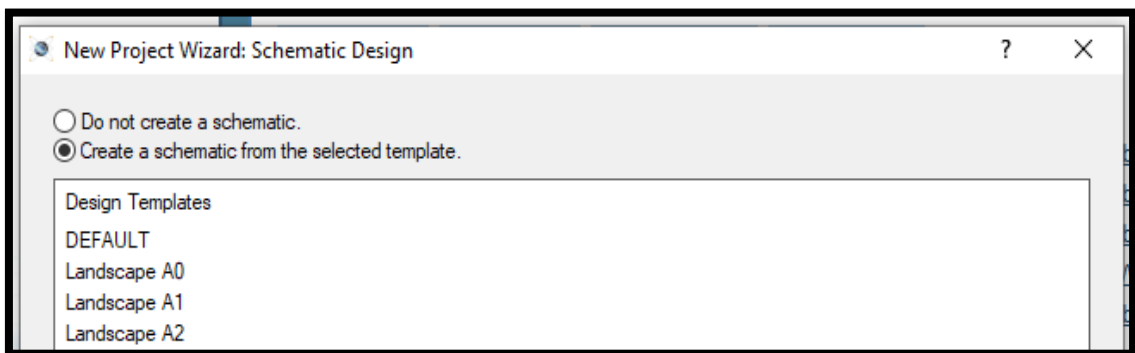 New Project Wizard: Schematic Design
Do not create a schematic.
Create a schematic from the selected template.
Design Templates
DEFAULT
Landscape A0
Landscape A1
Landscape A2